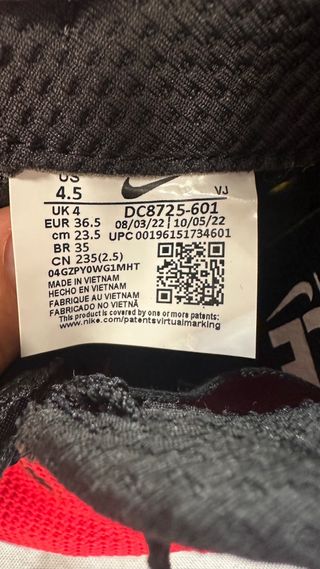 US
4.5
VJ
UK 4
DC8725-601
EUR 36.5
08/03/22 | 10/05/22
cm 23.5
UPC 00196151734601
BR 35
CN 235(2.5)
04GZPY0WG1MHT
MADE IN VIETNAM
HECHO EN VIETNAM
FABRIQUE AU VIETNAM
FABRICADO NO VIETNÃ
This product is covered by one or more patents:
www.nike.com/patentsvirtualmarking